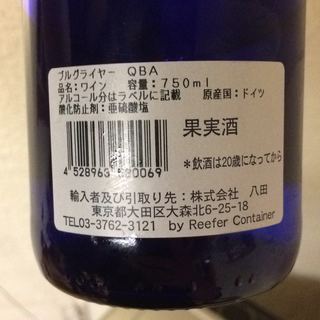 ブルグライヤー　QBA
品名:ワイン　　容量:750ml
アルコール分はラベルに記載　　原産国:ドイツ
酸化防止剤:亜硫酸塩
果実酒
＊飲酒は20歳になってから
輸入者及び引取り先:株式会社　八田
東京都大田区大森北6-25-18
TEL03-3762-3121　by Reefer Container